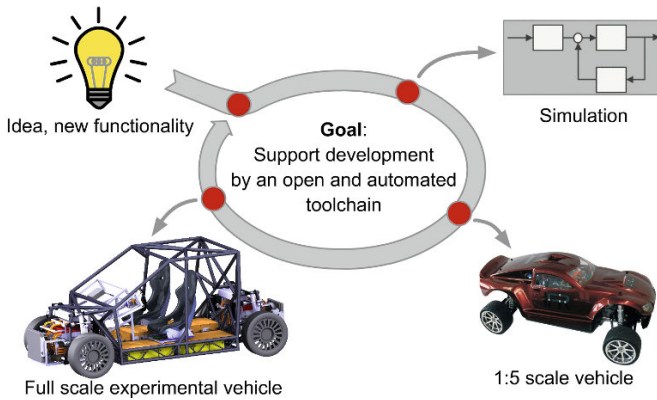 Idea, new functionality
Simulation
Goal:
Support development
by an open and automated
toolchain
Full scale experimental vehicle
1:5 scale vehicle